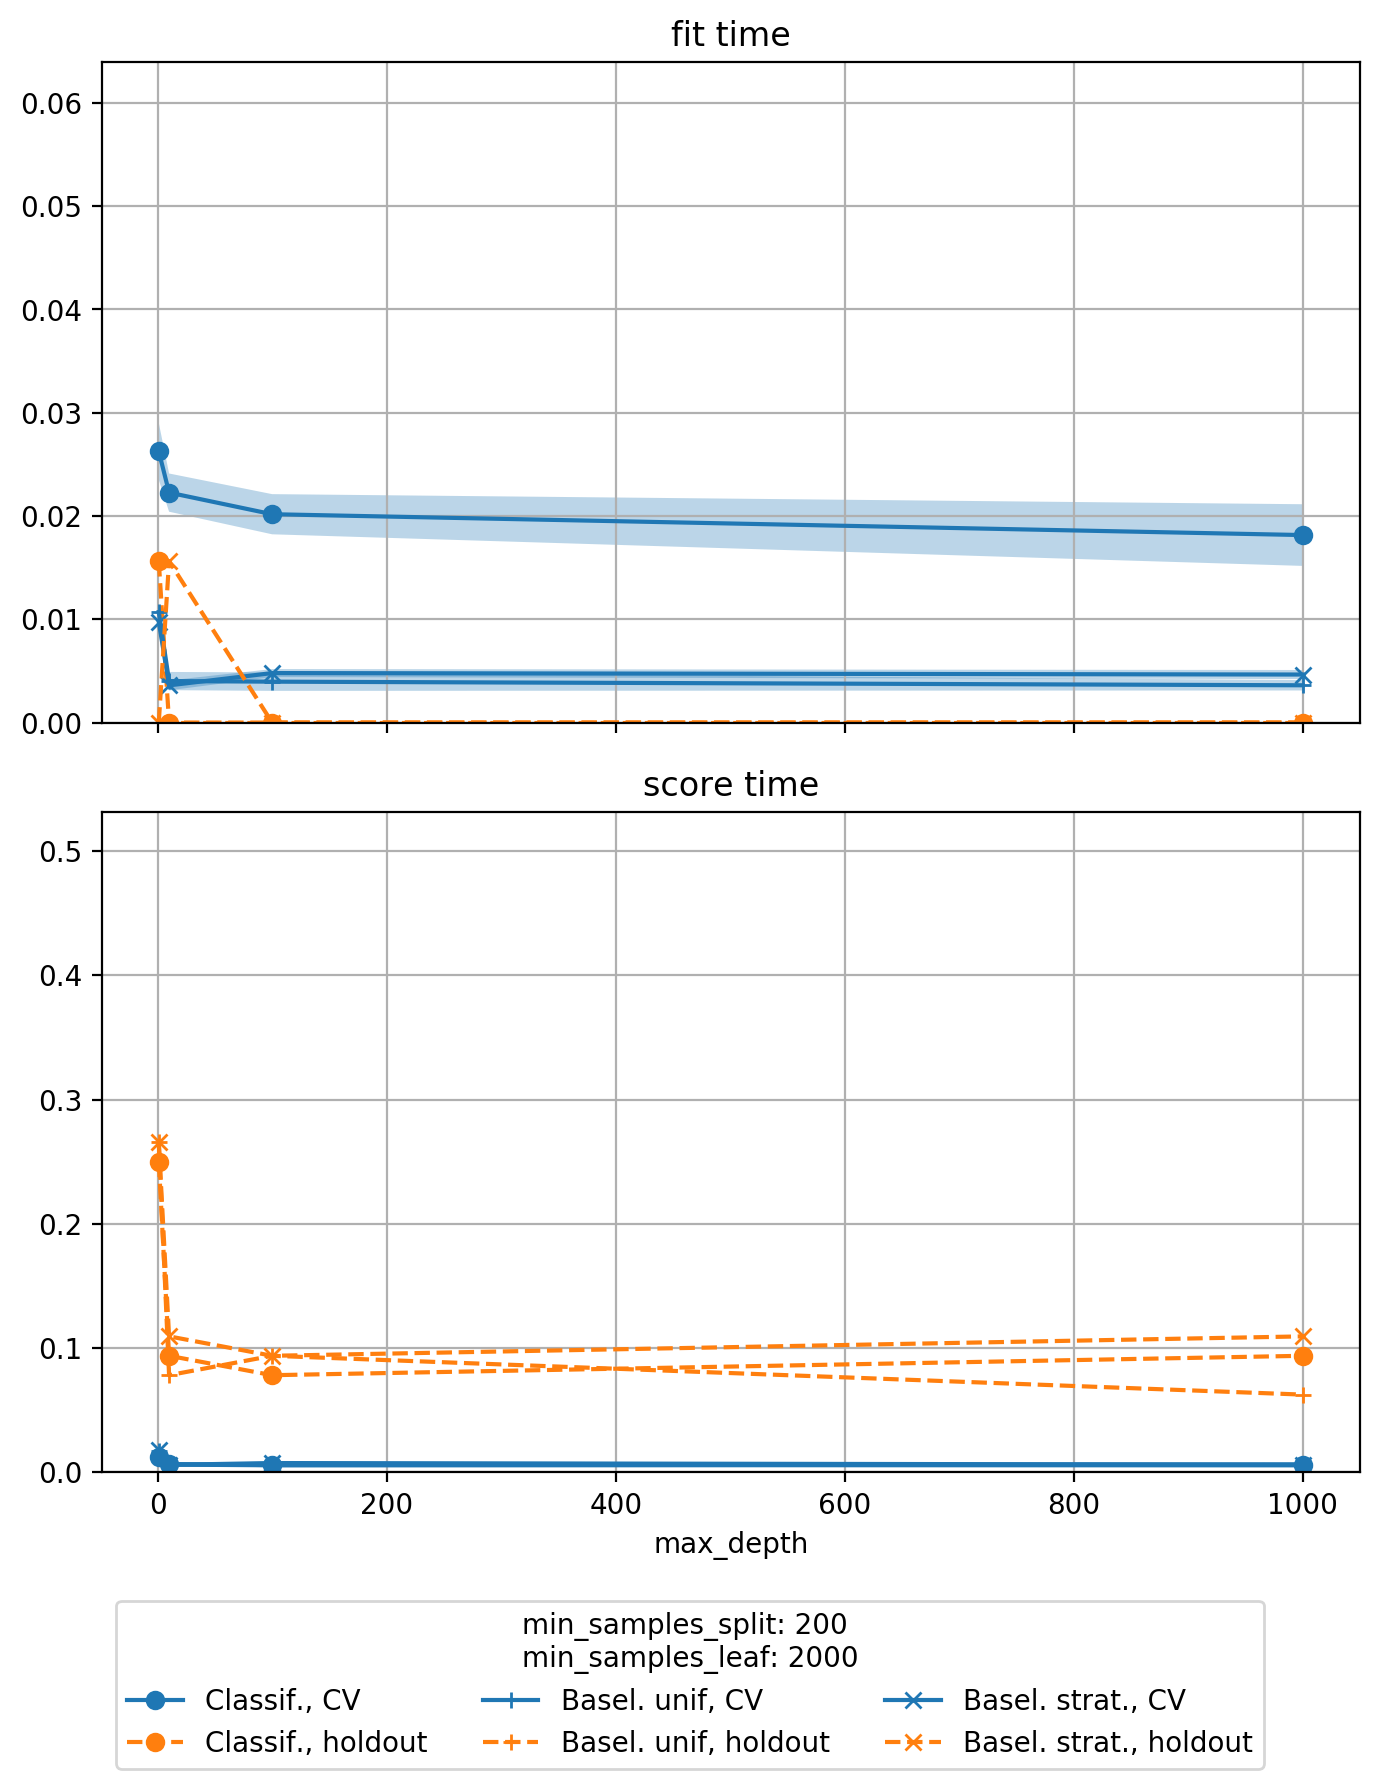 fit time
0.06
0.05
0.04
0.03
0.02
0.01
0.00
score time
0.5
0.4
0.3
0.2
0.1
0.0
0 200 400 600 800 1000
max_depth
min_samples_split: 200
min_samples_leaf: 2000
Classif., CV Basel. unif, CV Basel. strat., CV
Classif., holdout Basel. unif, holdout Basel. strat., holdout